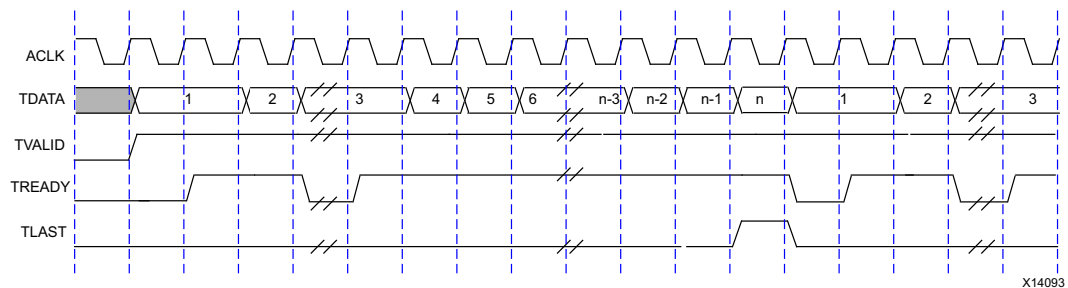 ACLK
TDATA 1 2 3 4 5 6 n-3 n-2 n-1 n 1 2 3
TVALID
TREADY
TLAST
X14093